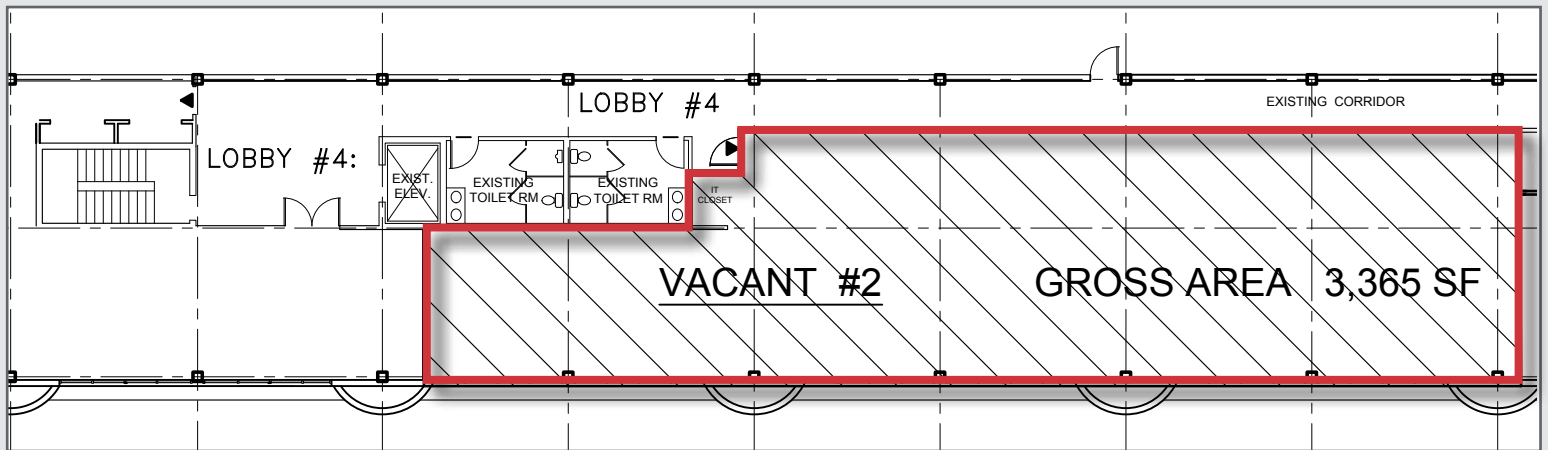 LOBBY #4
EXISTING CORRIDOR
LOBBY #4:
EXIST.
ELEV.
EXISTING
TOILET RM
EXISTING
TOILET RM
IT
CLOSET
VACANT #2
GROSS AREA 3,365 SF